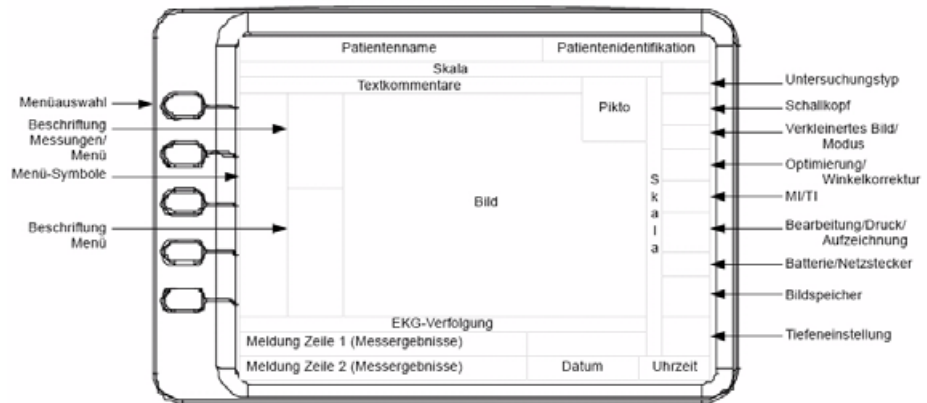 Patientenname
Patientenidentifikation
Skala
Textkommentare
Pikto
Bild
Skala
EKG-Verfolgung
Meldung Zeile 1 (Messergebnisse)
Meldung Zeile 2 (Messergebnisse)
Datum
Uhrzeit
Menüauswahl
Beschriftung
Messungen/
Menü
Menü-Symbole
Beschriftung
Menü
Untersuchungstyp
Schallkopf
Verkleinertes Bild/
Modus
Optimierung/
Winkelkorrektur
MI/TI
Bearbeitung/Druck/
Aufzeichnung
Batterie/Netzstecker
Bildspeicher
Tiefeneinstellung